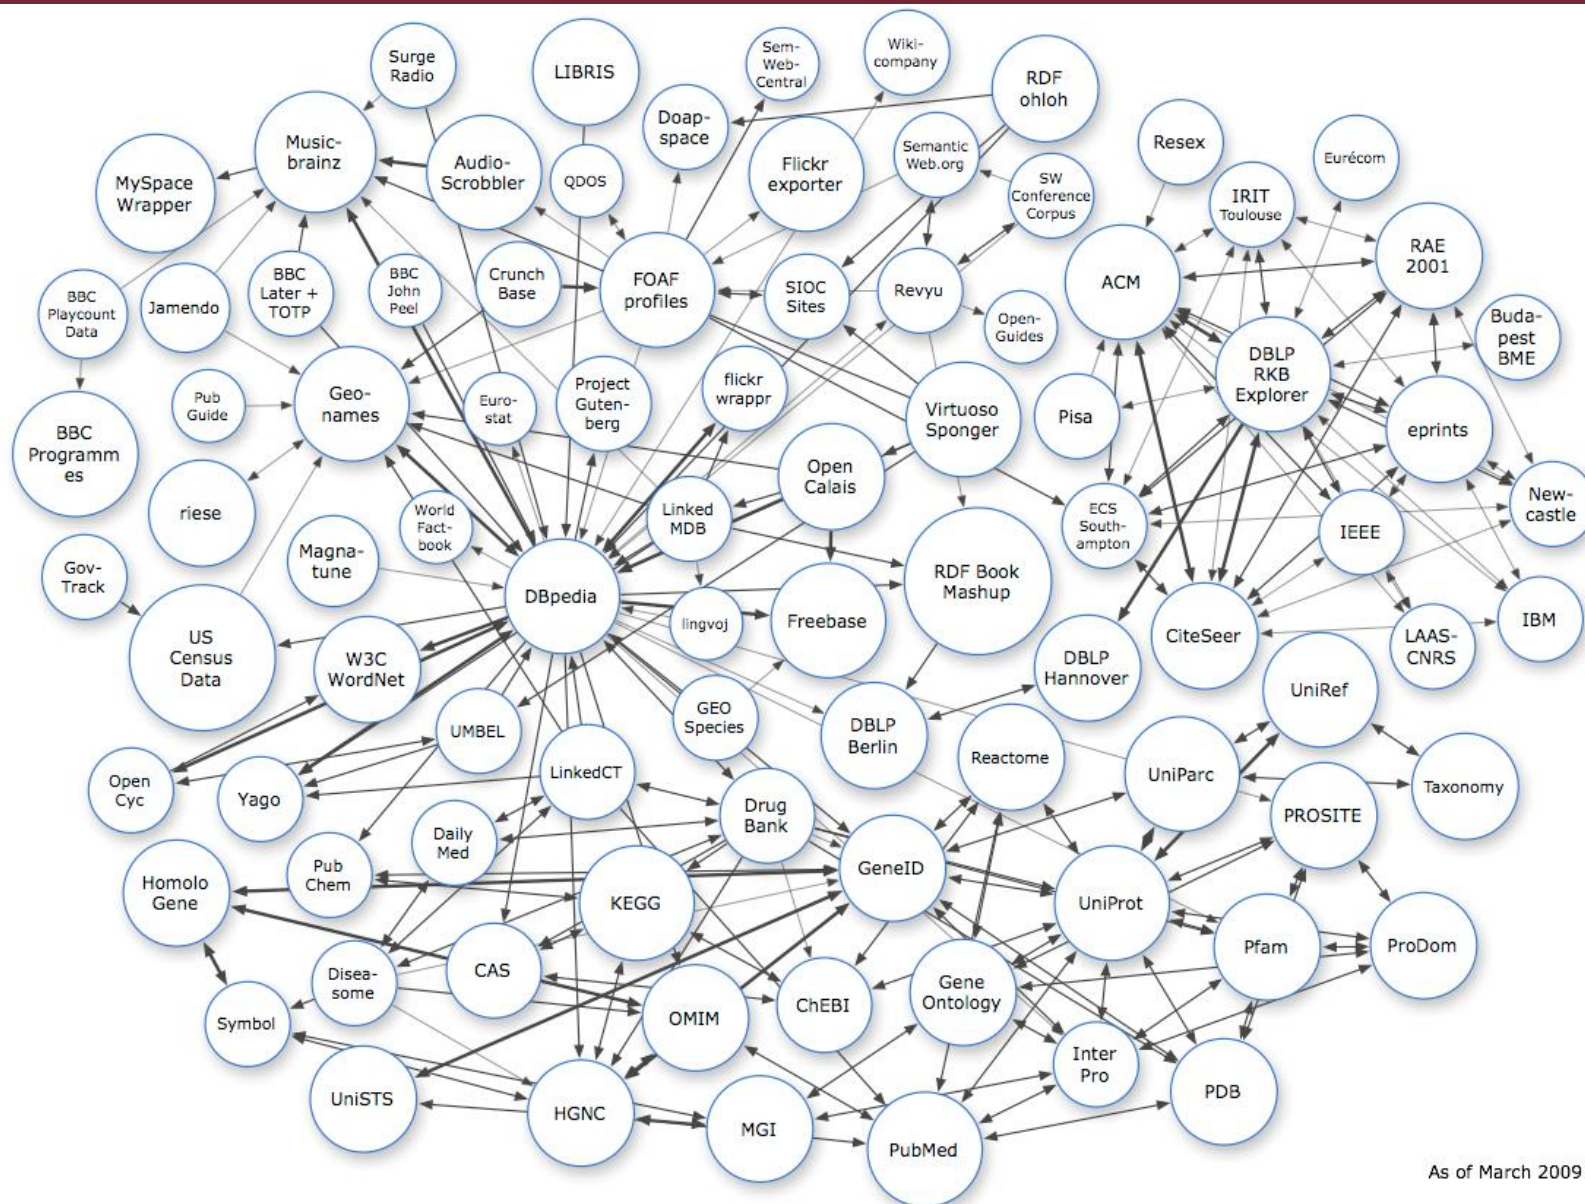 Surge
Radio
LIBRIS
Sem-
Web-
Central
Wiki-
company
RDF
ohloh
Doap-
space
Music-
brainz
Audio-
Scrobbler
QDOS
Flickr
exporter
Semantic
Web.org
SW
Conference
Corpus
Resex
Eurécom
MySpace
Wrapper
IRIT
Toulouse
RAE
2001
ACM
BBC
Playcount
Data
Jamendo
BBC
Later +
TOTP
BBC
John
Peel
Crunch
Base
FOAF
profiles
SIOC
Sites
Revyu
Open-
Guides
Buda-
pest
BME
DBLP
RKB
Explorer
Pub
Guide
Geo-
names
Euro-
stat
Project
Guten-
berg
flickr
wrappr
Virtuoso
Sponger
Pisa
eprints
BBC
Programm
es
riese
World
Fact-
book
Linked
MDB
Open
Calais
ECS
South-
ampton
IEEE
New-
castle
Gov-
Track
Magna-
tune
DBpedia
lingvoj
Freebase
RDF Book
Mashup
CiteSeer
LAAS-
CNRS
IBM
US
Census
Data
W3C
WordNet
DBLP
Hannover
UniRef
UMBEL
GEO
Species
DBLP
Berlin
Reactome
UniParc
Taxonomy
Open
Cyc
Yago
LinkedCT
Drug
Bank
PROSITE
Daily
Med
Pub
Chem
Homolo
Gene
KEGG
GeneID
UniProt
Pfam
ProDom
Disea-
some
CAS
Symbol
OMIM
ChEBI
Gene
Ontology
Inter
Pro
PDB
UniSTS
HGNC
MGI
PubMed
As of March 2009